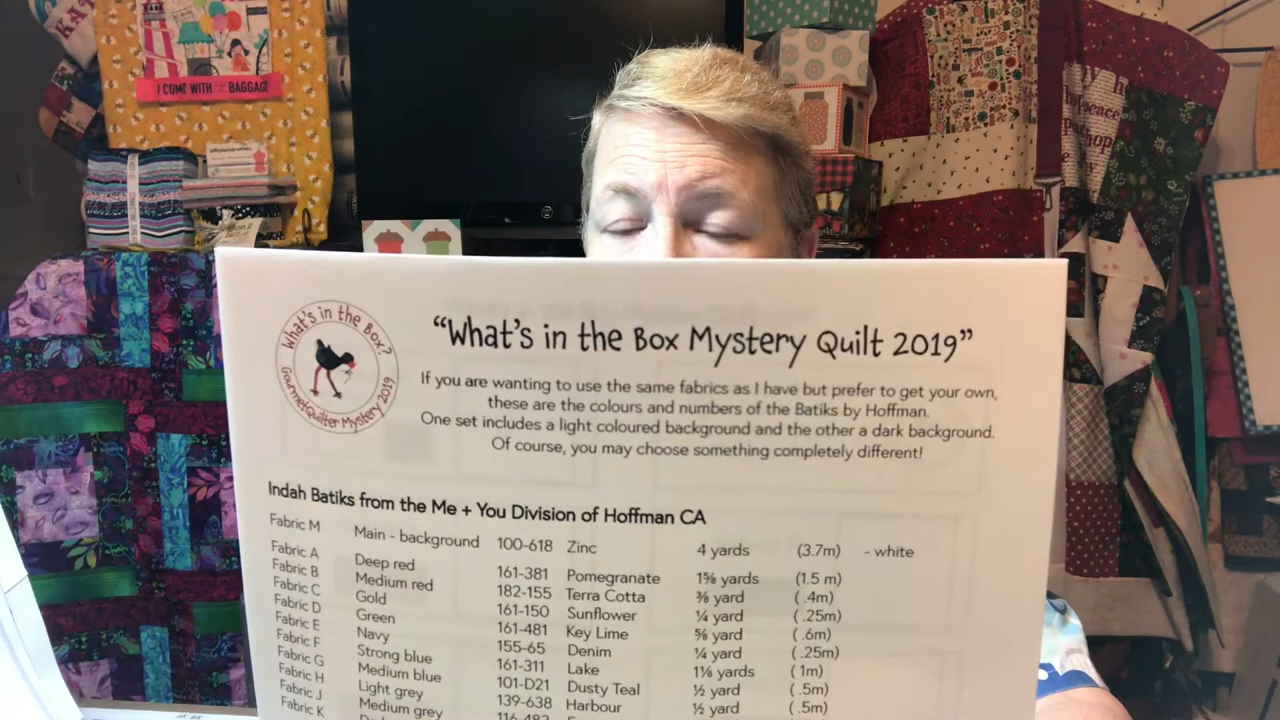 I COME WITH BAGGAGE!
What's in the Box?
GourmetQuilter Mystery 2019
"What's in the Box Mystery Quilt 2019"
If you are wanting to use the same fabrics as I have but prefer to get your own,
these are the colours and numbers of the Batiks by Hoffman.
One set includes a light coloured background and the other a dark background.
Of course, you may choose something completely different!
Indah Batiks from the Me + You Division of Hoffman CA
Fabric M Main - background 100-618 Zinc 4 yards (3.7m) - white
Fabric A Deep red 161-381 Pomegranate 1⅝ yards (1.5 m)
Fabric B Medium red 182-155 Terra Cotta ⅜ yard (.4m)
Fabric C Gold 161-150 Sunflower ¼ yard (.25m)
Fabric D Green 161-481 Key Lime ⅝ yard (.6m)
Fabric E Navy 155-65 Denim ¼ yard (.25m)
Fabric F Strong blue 161-311 Lake 1⅛ yards (1m)
Fabric G Medium blue 101-D21 Dusty Teal ½ yard (.5m)
Fabric H Light grey 139-638 Harbour ½ yard (.5m)
Fabric J Medium grey 116-482
Fabric K